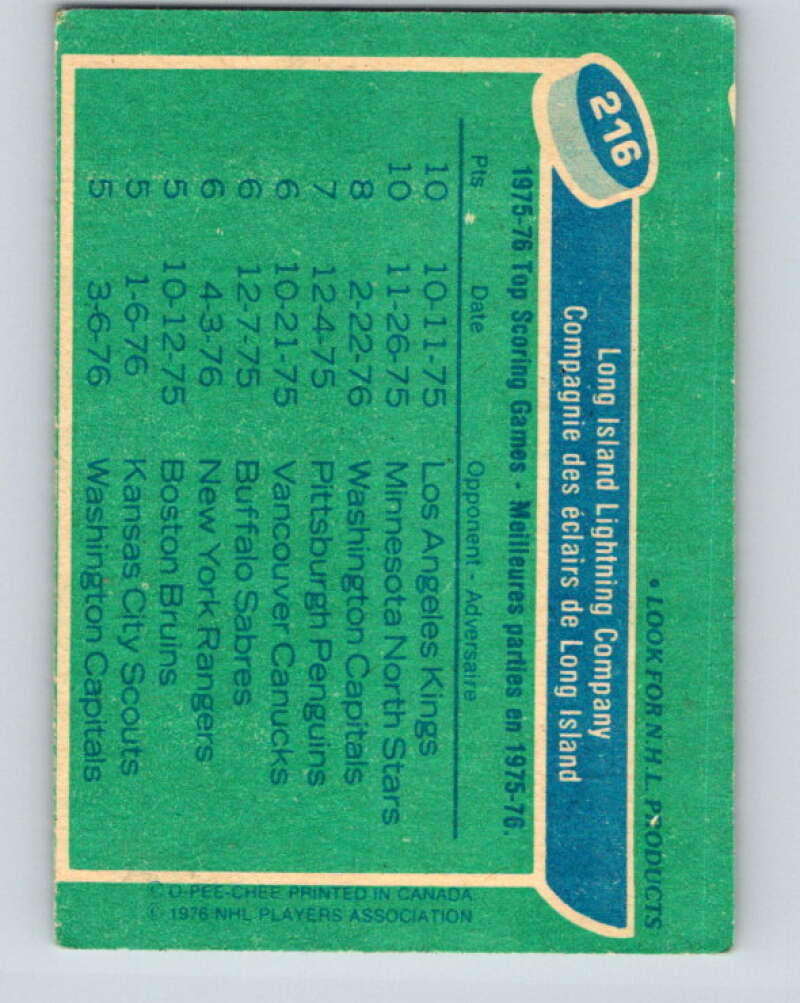 • LOOK FOR N.H.L. PRODUCTS
216
Long Island Lightning Company
Compagnie des éclairs de Long Island
1975-76 Top Scoring Games · Meilleures parties en 1975-76.
Pts Date Opponent - Adversaire
10 10-11-75 Los Angeles Kings
10 11-26-75 Minnesota North Stars
8 2-22-76 Washington Capitals
7 12-4-75 Pittsburgh Penguins
6 10-21-75 Vancouver Canucks
6 12-7-75 Buffalo Sabres
6 4-3-76 New York Rangers
5 10-12-75 Boston Bruins
5 1-6-76 Kansas City Scouts
5 3-6-76 Washington Capitals
© O-PEE-CHEE PRINTED IN CANADA
© 1976 NHL PLAYERS ASSOCIATION